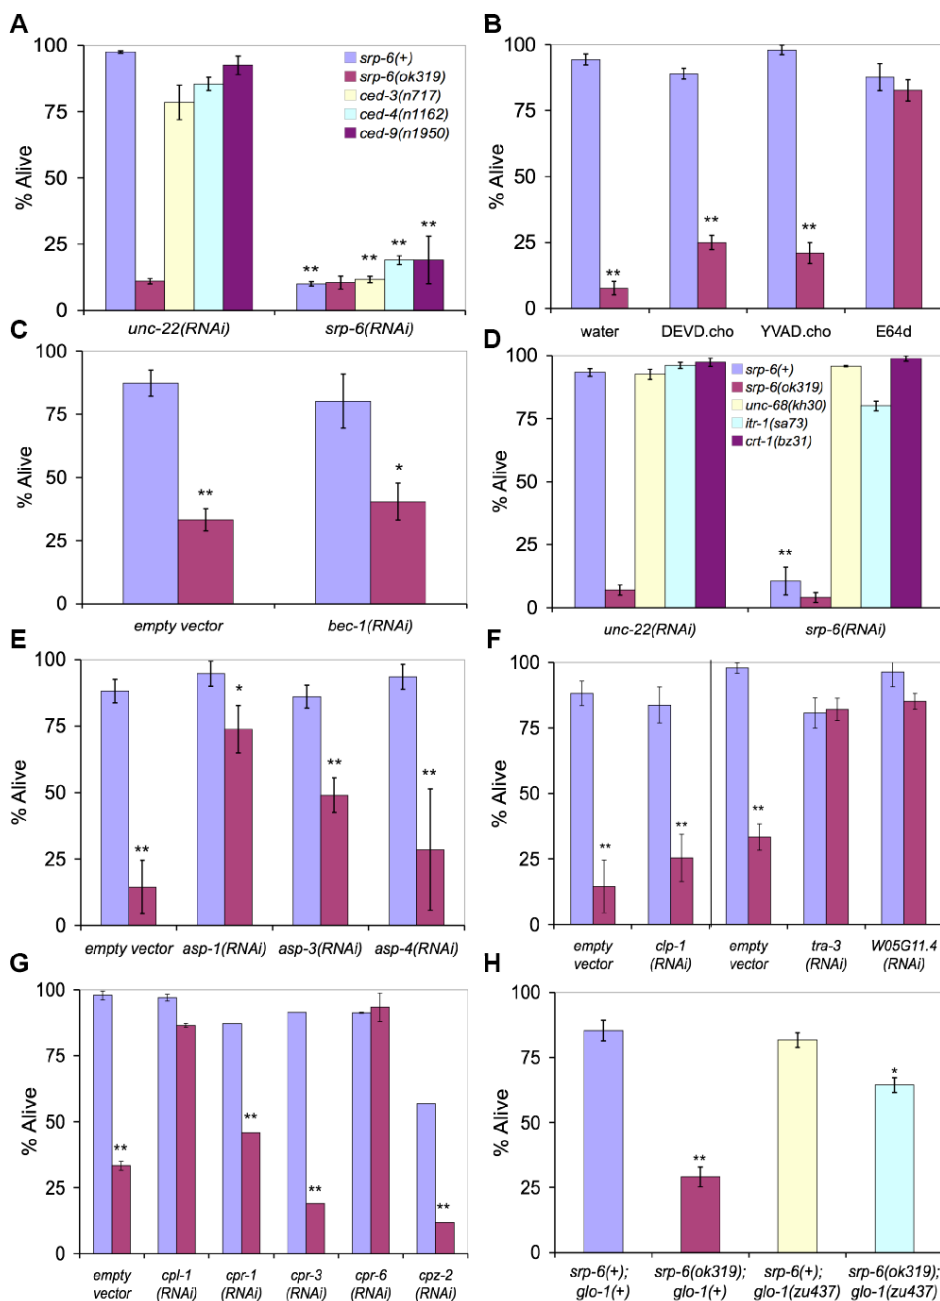 A
100
75
50
25
0
% Alive
srp-6(+)
srp-6(ok319)
ced-3(n717)
ced-4(n1162)
ced-9(n1950)
**
**
**
**
unc-22(RNAi)
srp-6(RNAi)
B
100
75
50
25
0
% Alive
**
**
**
water
DEVD.cho
YVAD.cho
E64d
C
100
75
50
25
0
% Alive
**
*
empty vector
bec-1(RNAi)
D
100
75
50
25
0
% Alive
srp-6(+)
srp-6(ok319)
unc-68(kh30)
itr-1(sa73)
crt-1(bz31)
**
unc-22(RNAi)
srp-6(RNAi)
E
100
75
50
25
0
% Alive
**
*
**
**
empty vector
asp-1(RNAi)
asp-3(RNAi)
asp-4(RNAi)
F
100
75
50
25
0
% Alive
**
**
**
empty
vector
clp-1
(RNAi)
empty
vector
tra-3
(RNAi)
W05G11.4
(RNAi)
G
100
75
50
25
0
% Alive
**
**
**
**
empty
vector
cpl-1
(RNAi)
cpr-1
(RNAi)
cpr-3
(RNAi)
cpr-6
(RNAi)
cpz-2
(RNAi)
H
100
75
50
25
0
% Alive
**
*
srp-6(+);
glo-1(+)
srp-6(ok319);
glo-1(+)
srp-6(+);
glo-1(zu437)
srp-6(ok319);
glo-1(zu437)